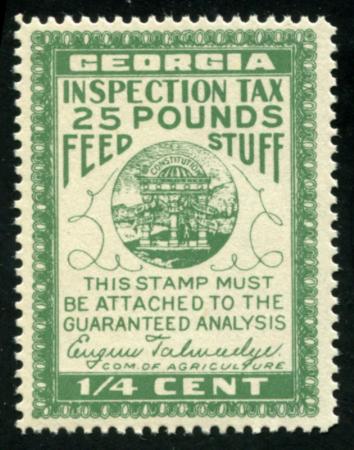 GEORGIA
INSPECTION TAX
25 POUNDS
FEED STUFF
CONSTITUTION
THIS STAMP MUST
BE ATTACHED TO THE
GUARANTEED ANALYSIS
Eugene Talmadge.
COM. OF AGRICULTURE
1/4 CENT